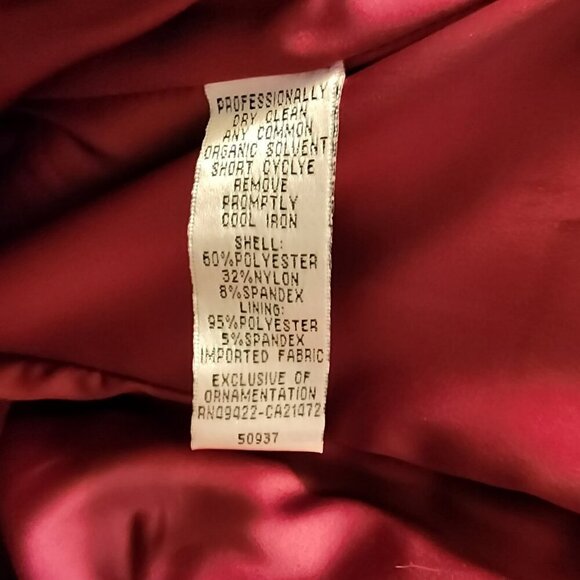 PROFESSIONALLY
DRY CLEAN
ANY COMMON
ORGANIC SOLVENT
SHORT CYCLYE
REMOVE
PROMPTLY
COOL IRON
SHELL:
60%POLYESTER
32%NYLON
8%SPANDEX
LINING:
95%POLYESTER
5%SPANDEX
IMPORTED FABRIC
EXCLUSIVE OF
ORNAMENTATION
RN09422-CA21472
50937